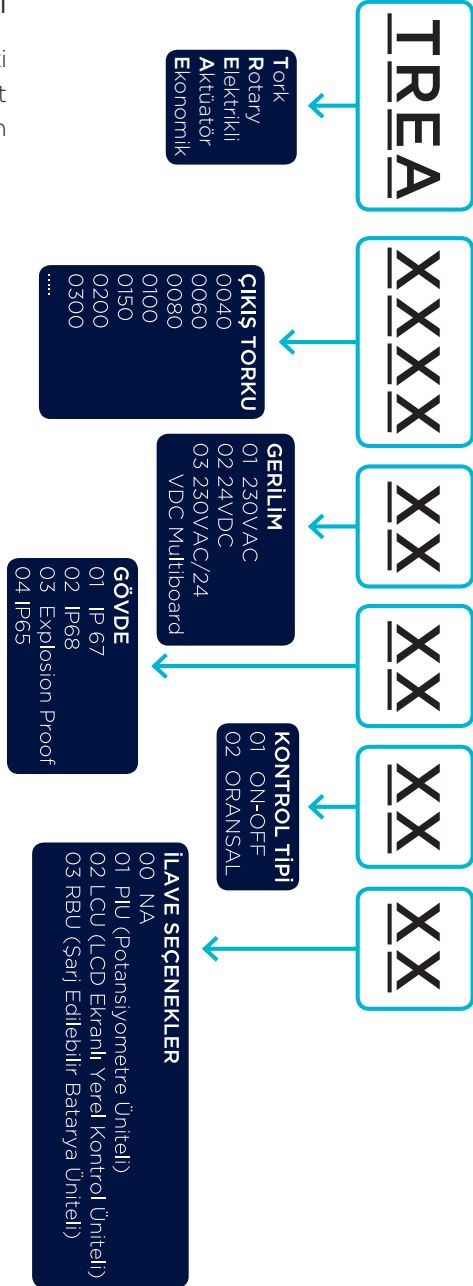 I
ti
t
n
TREA
XXXX
XX
XX
XX
XX
Tork
Rotary
Elektrikli
Aktüatör
Ekonomik
ÇIKIŞ TORKU
0040
0060
0080
0100
0150
0200
0300
.....
GERİLİM
01 230VAC
02 24VDC
03 230VAC/24
VDC Multiboard
GÖVDE
01 IP 67
02 IP68
03 Explosion Proof
04 IP65
KONTROL TİPİ
01 ON-OFF
02 ORANSAL
İLAVE SEÇENEKLER
00 NA
01 PIU (Potansiyometre Üniteli)
02 LCU (LCD Ekranlı Yerel Kontrol Üniteli)
03 RBU (Şarj Edilebilir Batarya Üniteli)